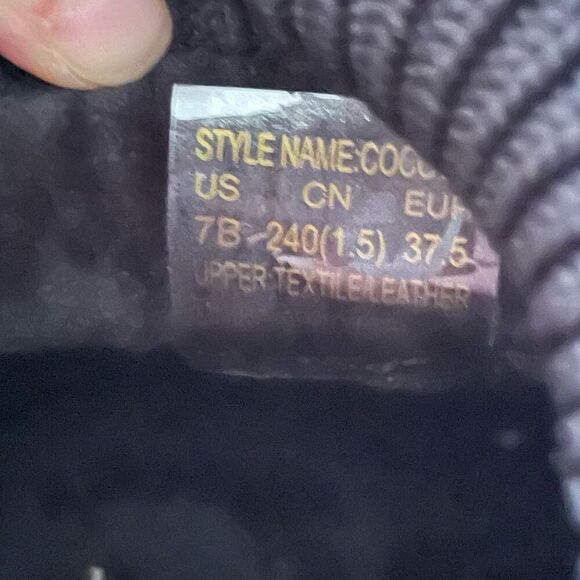 STYLE NAME:COCO
US CN EUR
7B 240(1.5) 37.5
UPPER:TEXTILE/LEATHER